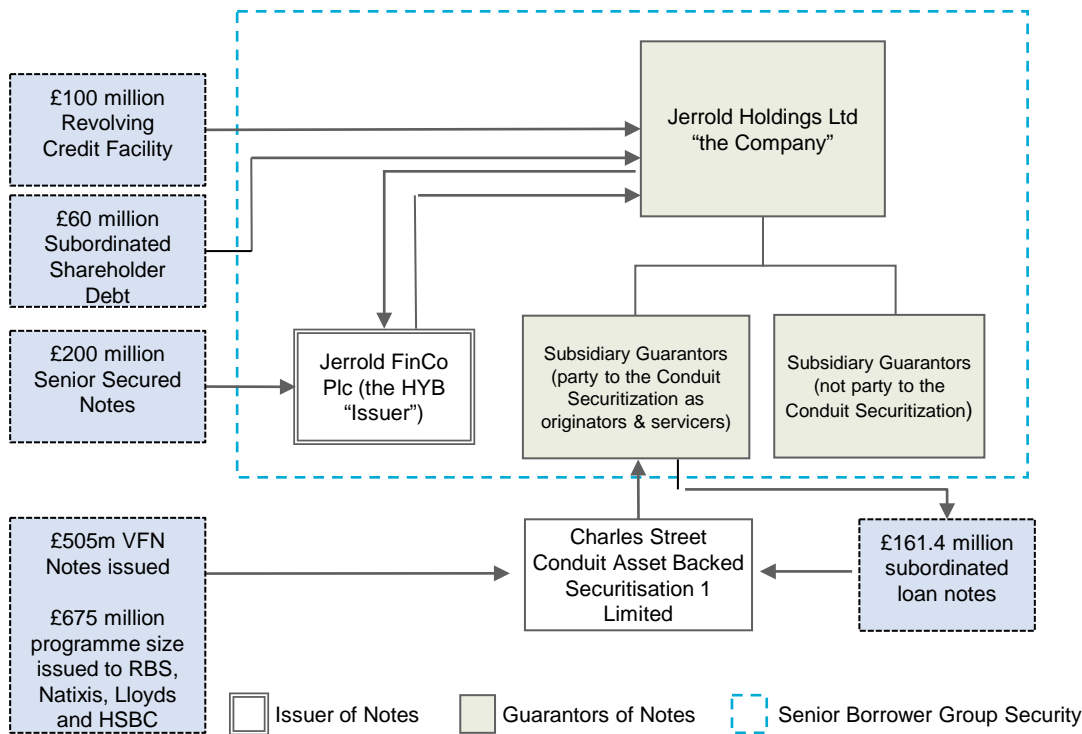 £100 million
Revolving
Credit Facility
Jerrold Holdings Ltd
“the Company”
£60 million
Subordinated
Shareholder
Debt
£200 million
Senior Secured
Notes
Jerrold FinCo
Plc (the HYB
“Issuer”)
Subsidiary Guarantors
(party to the Conduit
Securitization as
originators & servicers)
Subsidiary Guarantors
(not party to the
Conduit Securitization)
£505m VFN
Notes issued
£675 million
programme size
issued to RBS,
Natixis, Lloyds
and HSBC
Charles Street
Conduit Asset Backed
Securitisation 1
Limited
£161.4 million
subordinated
loan notes
Issuer of Notes
Guarantors of Notes
Senior Borrower Group Security